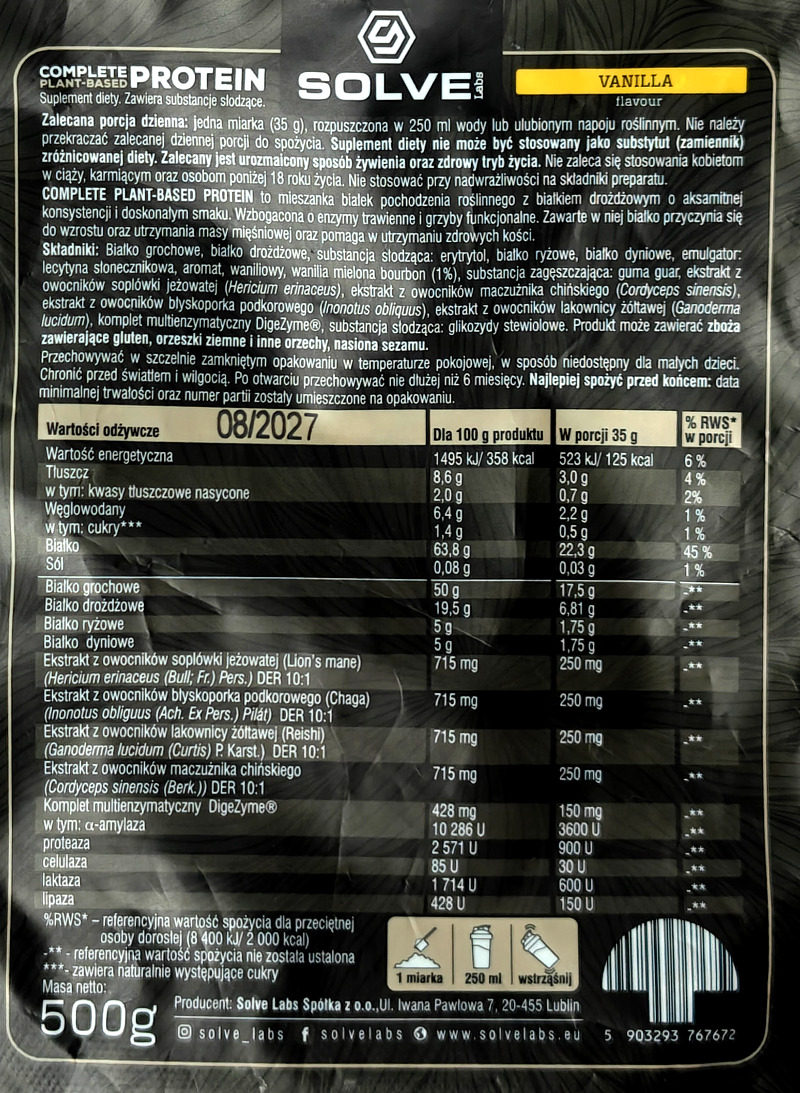 COMPLETE PLANT-BASED PROTEIN
Suplement diety. Zawiera substancje słodzące.
SOLVE Labs
VANILLA
flavour
Zalecana porcja dzienna: jedna miarka (35 g), rozpuszczona w 250 ml wody lub ulubionym napoju roślinnym. Nie należy
przekraczać zalecanej dziennej porcji do spożycia. Suplement diety nie może być stosowany jako substytut (zamiennik)
zróżnicowanej diety. Zalecany jest urozmaicony sposób żywienia oraz zdrowy tryb życia. Nie zaleca się stosowania kobietom
w ciąży, karmiącym oraz osobom poniżej 18 roku życia. Nie stosować przy nadwrażliwości na składniki preparatu.
COMPLETE PLANT-BASED PROTEIN to mieszanka białek pochodzenia roślinnego z białkiem drożdżowym o aksamitnej
konsystencji i doskonałym smaku. Wzbogacona o enzymy trawienne i grzyby funkcjonalne. Zawarte w niej białko przyczynia się
do wzrostu oraz utrzymania masy mięśniowej oraz pomaga w utrzymaniu zdrowych kości.
Składniki: Białko grochowe, białko drożdżowe, substancja słodząca: erytrytol, białko ryżowe, białko dyniowe, emulgator:
lecytyna słonecznikowa, aromat, waniliowy, wanilia mielona bourbon (1%), substancja zagęszczająca: guma guar, ekstrakt z
owocników soplówki jeżowatej (Hericium erinaceus), ekstrakt z owocników maczużnika chińskiego (Cordyceps sinensis),
ekstrakt z owocników błyskoporka podkorowego (Inonotus obliquus), ekstrakt z owocników lakownicy żółtawej (Ganoderma
lucidum), komplet multienzymatyczny DigeZyme®, substancja słodząca: glikozydy stewiolowe. Produkt może zawierać zboża
zawierające gluten, orzeszki ziemne i inne orzechy, nasiona sezamu.
Przechowywać w szczelnie zamkniętym opakowaniu w temperaturze pokojowej, w sposób niedostępny dla małych dzieci.
Chronić przed światłem i wilgocią. Po otwarciu przechowywać nie dłużej niż 6 miesięcy. Najlepiej spożyć przed końcem: data
minimalnej trwałości oraz numer partii zostały umieszczone na opakowaniu.
Wartości odżywcze 08/2027 Dla 100 g produktu W porcji 35 g % RWS* w porcji
Wartość energetyczna 1495 kJ/ 358 kcal 523 kJ/ 125 kcal 6 %
Tłuszcz 8,6 g 3,0 g 4 %
w tym: kwasy tłuszczowe nasycone 2,0 g 0,7 g 2%
Węglowodany 6,4 g 2,2 g 1 %
w tym: cukry*** 1,4 g 0,5 g 1 %
Białko 63,8 g 22,3 g 45 %
Sól 0,08 g 0,03 g 1 %
Białko grochowe 50 g 17,5 g -**
Białko drożdżowe 19,5 g 6,81 g -**
Białko ryżowe 5 g 1,75 g -**
Białko dyniowe 5 g 1,75 g -**
Ekstrakt z owocników soplówki jeżowatej (Lion's mane) 715 mg 250 mg -**
(Hericium erinaceus (Bull; Fr.) Pers.) DER 10:1
Ekstrakt z owocników błyskoporka podkorowego (Chaga) 715 mg 250 mg -**
(Inonotus obliguus (Ach. Ex Pers.) Pilát) DER 10:1
Ekstrakt z owocników lakownicy żółtawej (Reishi) 715 mg 250 mg -**
(Ganoderma lucidum (Curtis) P. Karst.) DER 10:1
Ekstrakt z owocników maczużnika chińskiego 715 mg 250 mg -**
(Cordyceps sinensis (Berk.)) DER 10:1
Komplet multienzymatyczny DigeZyme® 428 mg 150 mg -**
w tym: α-amylaza 10 286 U 3600 U -**
proteaza 2 571 U 900 U -**
celulaza 85 U 30 U -**
laktaza 1 714 U 600 U -**
lipaza 428 U 150 U -**
%RWS* – referencyjna wartość spożycia dla przeciętnej
osoby dorosłej (8 400 kJ/ 2 000 kcal)
-** - referencyjna wartość spożycia nie została ustalona
***- zawiera naturalnie występujące cukry
Masa netto:
500g
1 miarka 250 ml wstrząśnij
Producent: Solve Labs Spółka z o.o.,Ul. Iwana Pawłowa 7, 20-455 Lublin
solve_labs f solvelabs www.solvelabs.eu
5 903293 767672